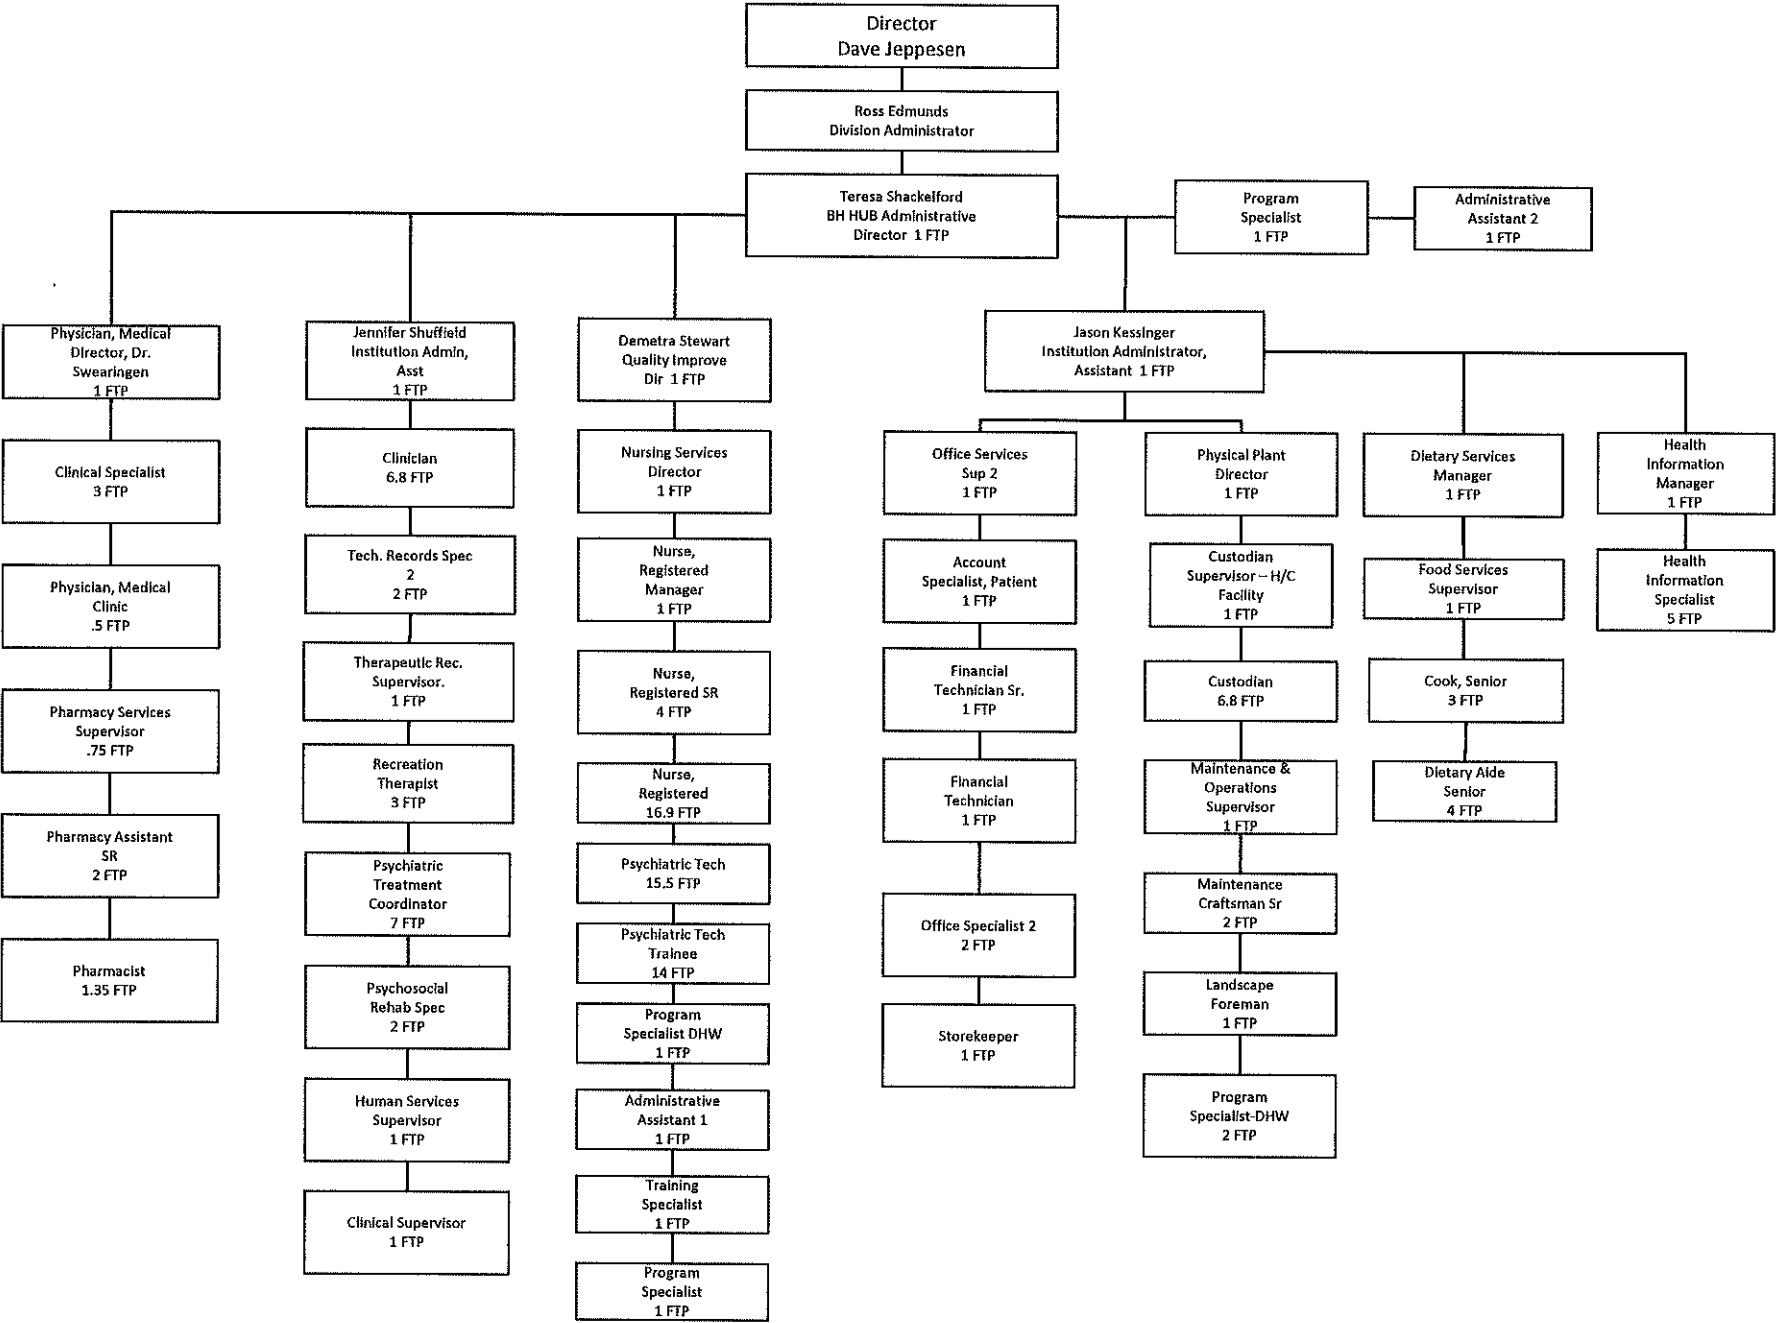 Director
Dave Jeppesen
Ross Edmunds
Division Administrator
Teresa Shackelford
BH HUB Administrative
Director 1 FTP
Program
Specialist
1 FTP
Administrative
Assistant 2
1 FTP
Physician, Medical
Director, Dr.
Swearingen
1 FTP
Clinical Specialist
3 FTP
Physician, Medical
Clinic
.5 FTP
Pharmacy Services
Supervisor
.75 FTP
Pharmacy Assistant
SR
2 FTP
Pharmacist
1.35 FTP
Jennifer Shuffield
Institution Admin,
Asst
1 FTP
Clinician
6.8 FTP
Tech. Records Spec
2
2 FTP
Therapeutic Rec.
Supervisor.
1 FTP
Recreation
Therapist
3 FTP
Psychiatric
Treatment
Coordinator
7 FTP
Psychosocial
Rehab Spec
2 FTP
Human Services
Supervisor
1 FTP
Clinical Supervisor
1 FTP
Demetra Stewart
Quality Improve
Dir 1 FTP
Nursing Services
Director
1 FTP
Nurse,
Registered
Manager
1 FTP
Nurse,
Registered SR
4 FTP
Nurse,
Registered
16.9 FTP
Psychiatric Tech
15.5 FTP
Psychiatric Tech
Trainee
14 FTP
Program
Specialist DHW
1 FTP
Administrative
Assistant 1
1 FTP
Training
Specialist
1 FTP
Program
Specialist
1 FTP
Jason Kessinger
Institution Administrator,
Assistant 1 FTP
Office Services
Sup 2
1 FTP
Account
Specialist, Patient
1 FTP
Financial
Technician Sr.
1 FTP
Financial
Technician
1 FTP
Office Specialist 2
2 FTP
Storekeeper
1 FTP
Physical Plant
Director
1 FTP
Custodian
Supervisor – H/C
Facility
1 FTP
Custodian
6.8 FTP
Maintenance &
Operations
Supervisor
1 FTP
Maintenance
Craftsman Sr
2 FTP
Landscape
Foreman
1 FTP
Program
Specialist-DHW
2 FTP
Dietary Services
Manager
1 FTP
Food Services
Supervisor
1 FTP
Cook, Senior
3 FTP
Dietary Aide
Senior
4 FTP
Health
Information
Manager
1 FTP
Health
Information
Specialist
5 FTP